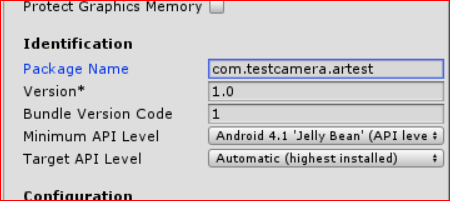 Protect Graphics Memory
Identification
Package Name com.testcamera.artest
Version* 1.0
Bundle Version Code 1
Minimum API Level Android 4.1 'Jelly Bean' (API leve
Target API Level Automatic (highest installed)
Configuration